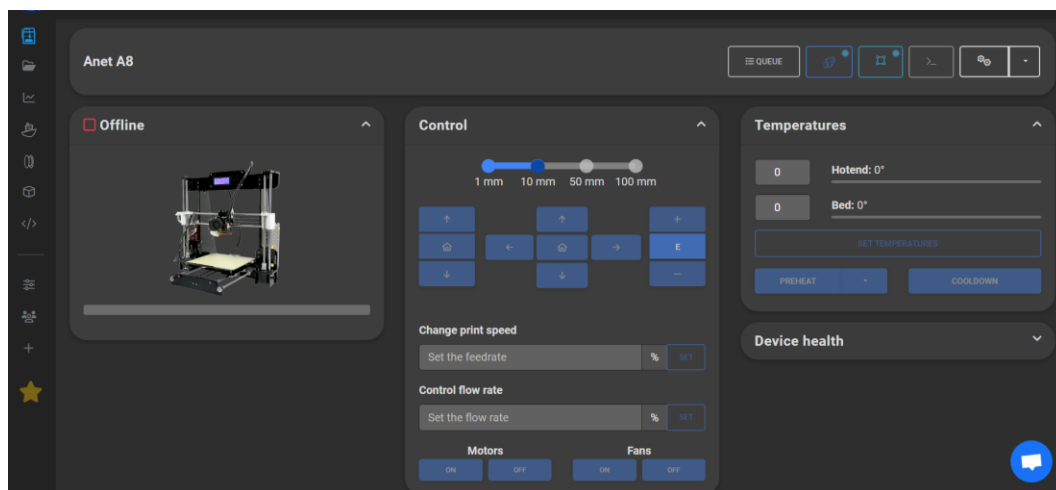 Anet A8
QUEUE
Offline
Control
1 mm 10 mm 50 mm 100 mm
E
Change print speed
Set the feedrate % SET
Control flow rate
Set the flow rate % SET
Motors Fans
ON OFF ON OFF
Temperatures
0 Hotend: 0°
0 Bed: 0°
SET TEMPERATURES
PREHEAT COOLDOWN
Device health